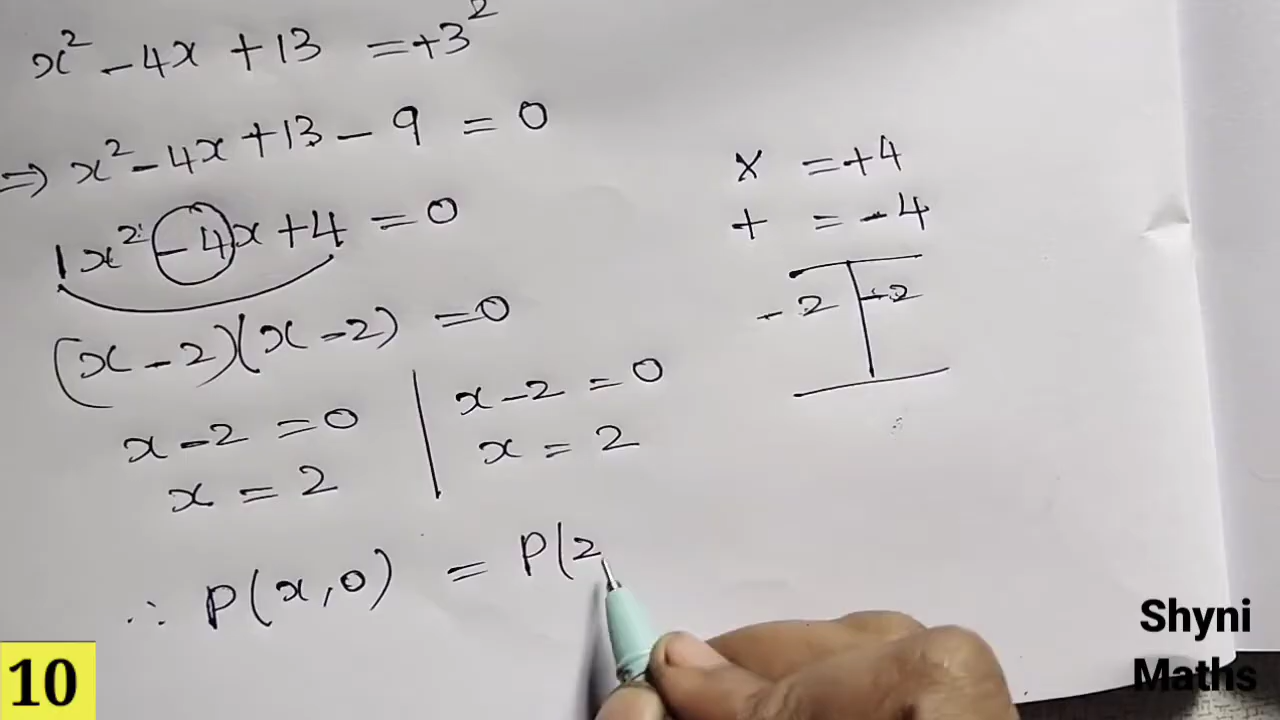 x² - 4x + 13 = +3²
⇒ x² - 4x + 13 - 9 = 0
1x² - 4x + 4 = 0
(x - 2)(x - 2) = 0
x - 2 = 0 | x - 2 = 0
x = 2 | x = 2
∴ P(x, 0) = P(2
× = +4
+ = -4
-2 | -2
10
Shyni
Maths